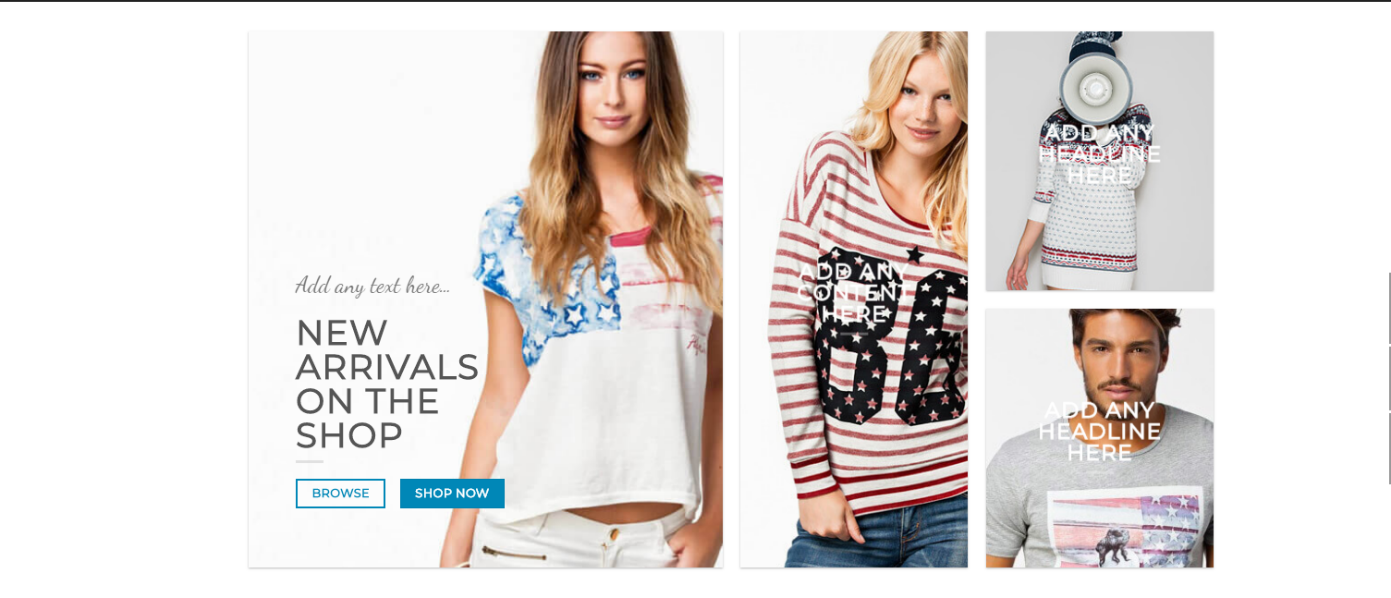 Add any text here...
NEW
ARRIVALS
ON THE
SHOP
BROWSE
SHOP NOW
ADD ANY
CONTENT
HERE
ADD ANY
HEADLINE
HERE
ADD ANY
HEADLINE
HERE